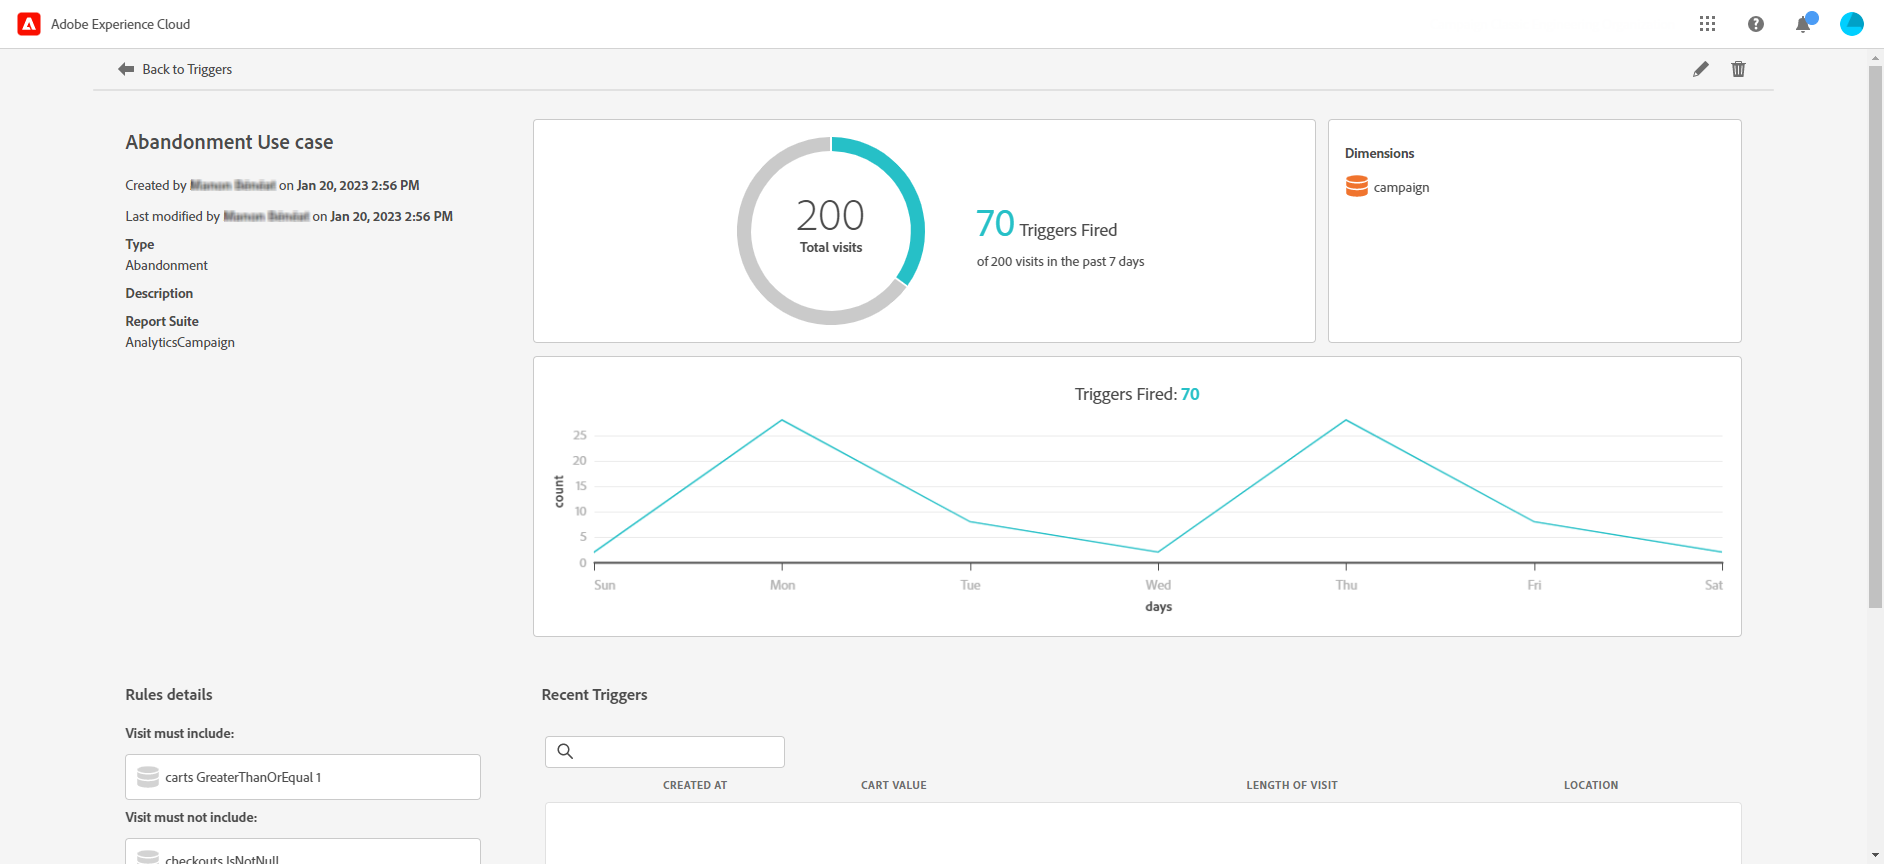 Adobe Experience Cloud
Back to Triggers
Abandonment Use case
Created by on Jan 20, 2023 2:56 PM
Last modified by on Jan 20, 2023 2:56 PM
Type
Abandonment
Description
Report Suite
AnalyticsCampaign
200
Total visits
70 Triggers Fired
of 200 visits in the past 7 days
Dimensions
campaign
Triggers Fired: 70
25
20
15
10
5
0
count
Sun Mon Tue Wed Thu Fri Sat
days
Rules details
Visit must include:
carts GreaterThanOrEqual 1
Visit must not include:
checkouts IsNotNull
Recent Triggers
CREATED AT CART VALUE LENGTH OF VISIT LOCATION